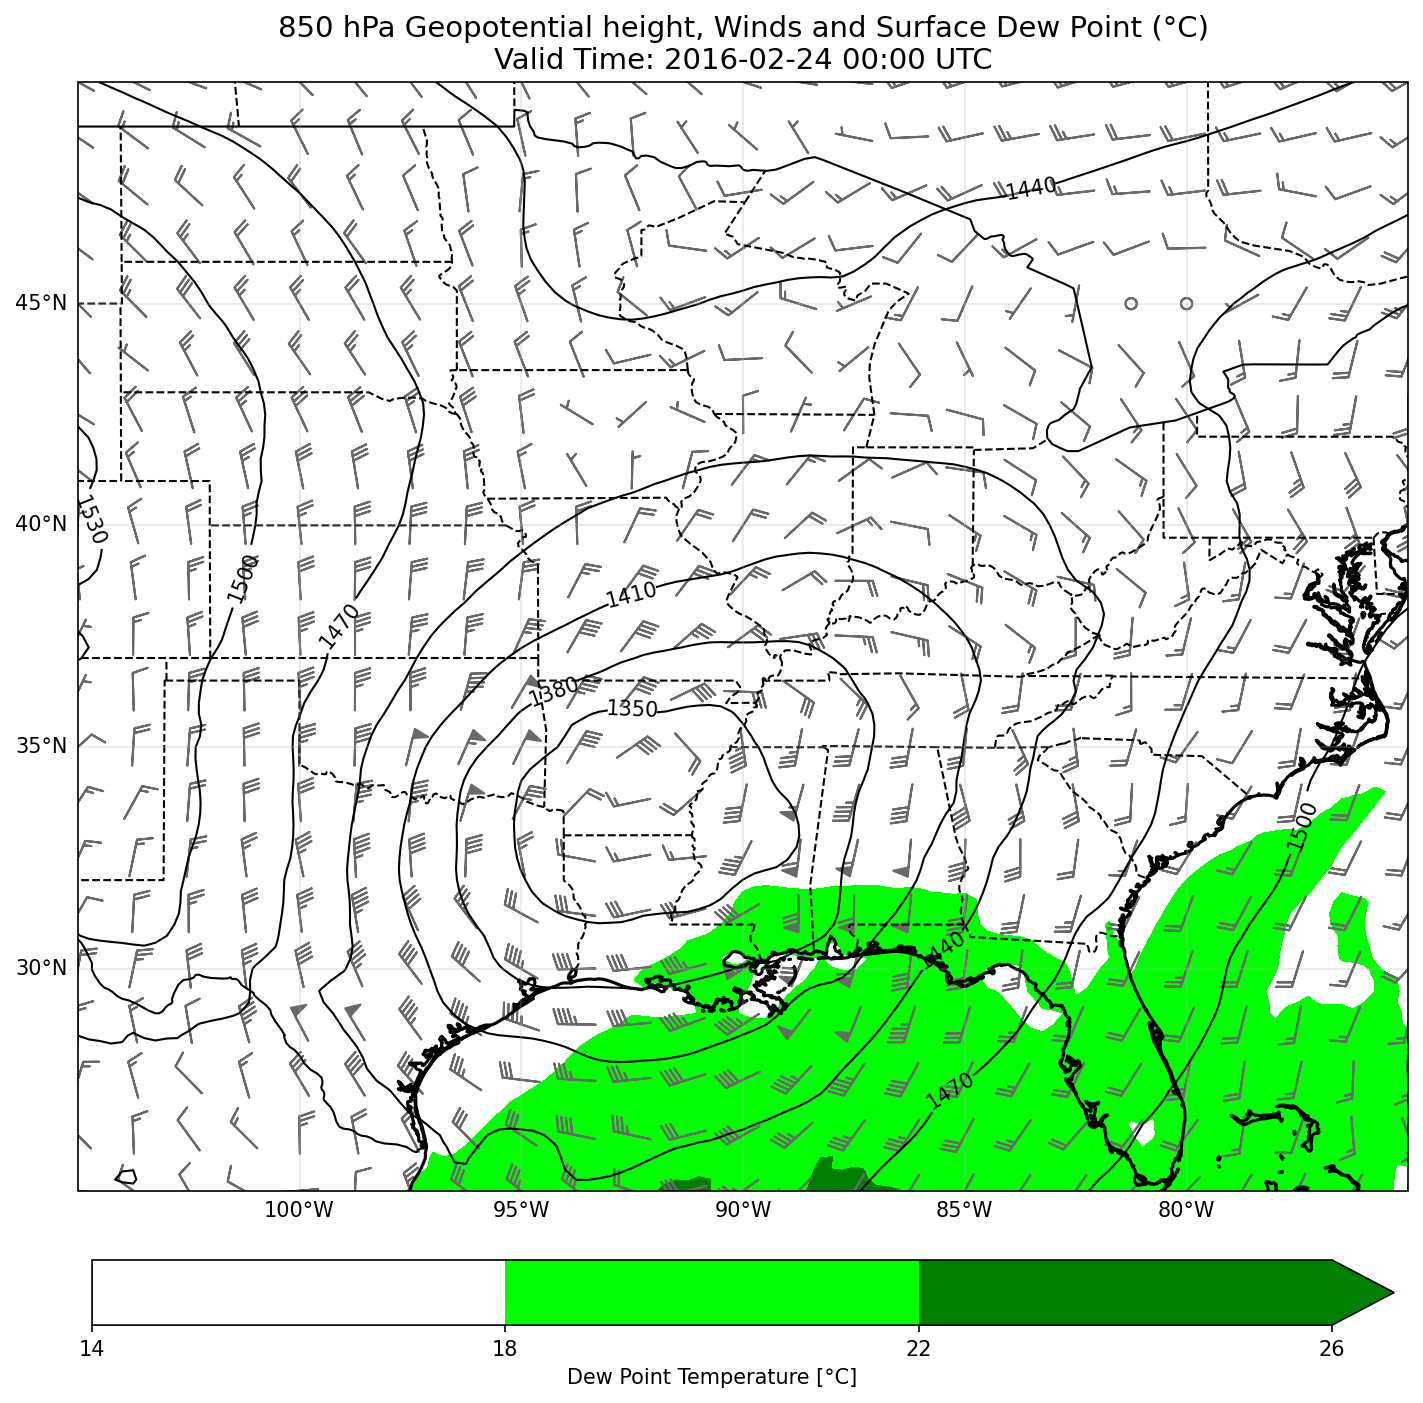 850 hPa Geopotential height, Winds and Surface Dew Point (°C)
Valid Time: 2016-02-24 00:00 UTC
1440
45°N
1530
40°N
1500
1470
1410
1380
1350
35°N
1500
1440
30°N
1470
100°W 95°W 90°W 85°W 80°W
14 18 22 26
Dew Point Temperature [°C]